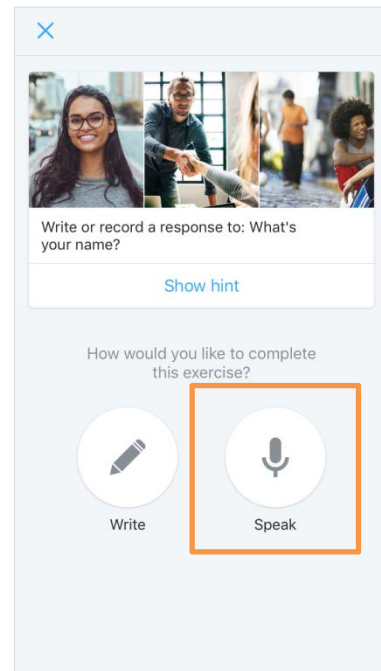 Write or record a response to: What's
your name?
Show hint
How would you like to complete
this exercise?
Write
Speak